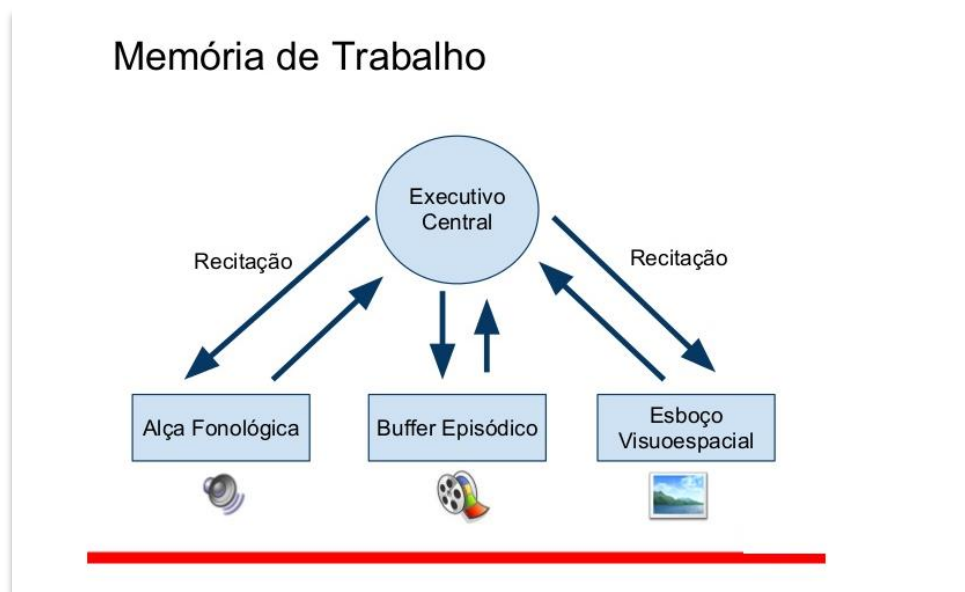 Memória de Trabalho
Executivo
Central
Recitação
Recitação
Alça Fonológica
Buffer Episódico
Esboço
Visuoespacial